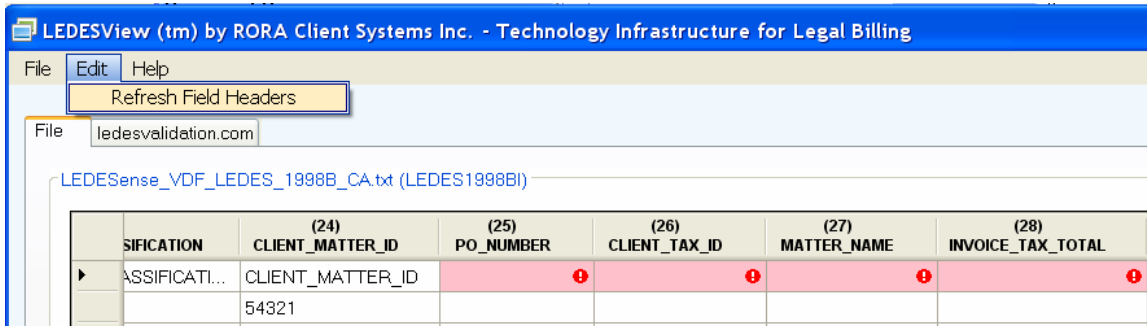 LEDESView (tm) by RORA Client Systems Inc. - Technology Infrastructure for Legal Billing
File Edit Help
Refresh Field Headers
File ledesvalidation.com
LEDESense_VDF_LEDES_1998B_CA.txt (LEDES1998BI)
(24) (25) (26) (27) (28)
SIFICATION CLIENT_MATTER_ID PO_NUMBER CLIENT_TAX_ID MATTER_NAME INVOICE_TAX_TOTAL
ASSIFICATI... CLIENT_MATTER_ID
54321